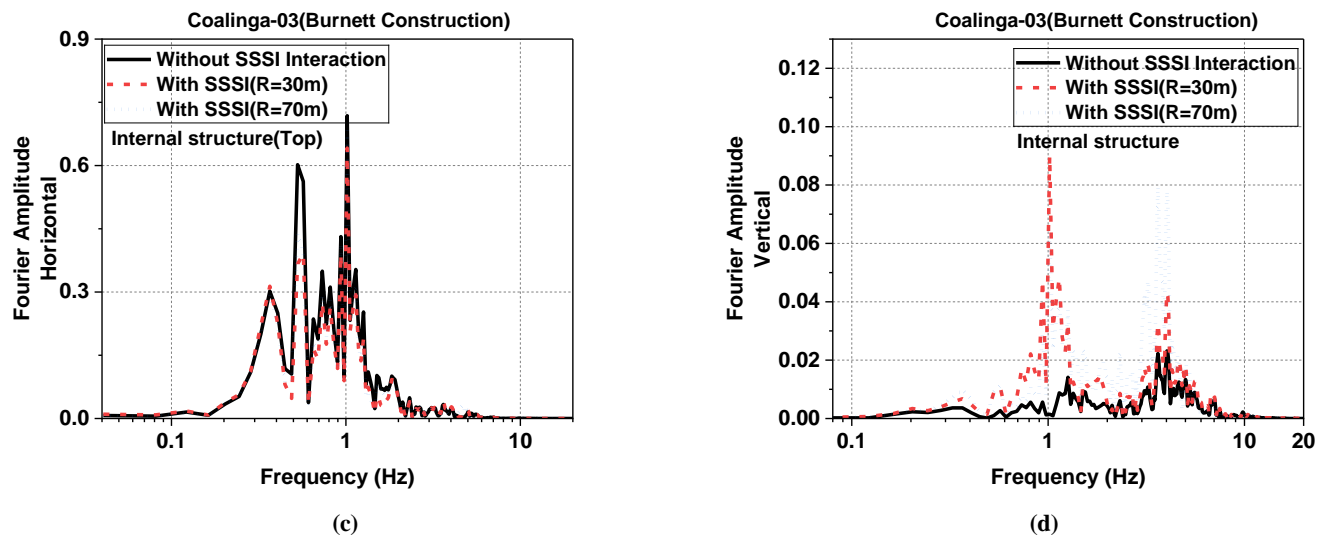 Coalinga-03(Burnett Construction)
0.9
0.6
0.3
0.0
Fourier Amplitude
Horizontal
Without SSSI Interaction
With SSSI(R=30m)
With SSSI(R=70m)
Internal structure(Top)
0.1
1
10
Frequency (Hz)
(c)
Coalinga-03(Burnett Construction)
0.12
0.10
0.08
0.06
0.04
0.02
0.00
Fourier Amplitude
Vertical
Without SSSI Interaction
With SSSI(R=30m)
With SSSI(R=70m)
Internal structure
0.1
1
10
20
Frequency (Hz)
(d)